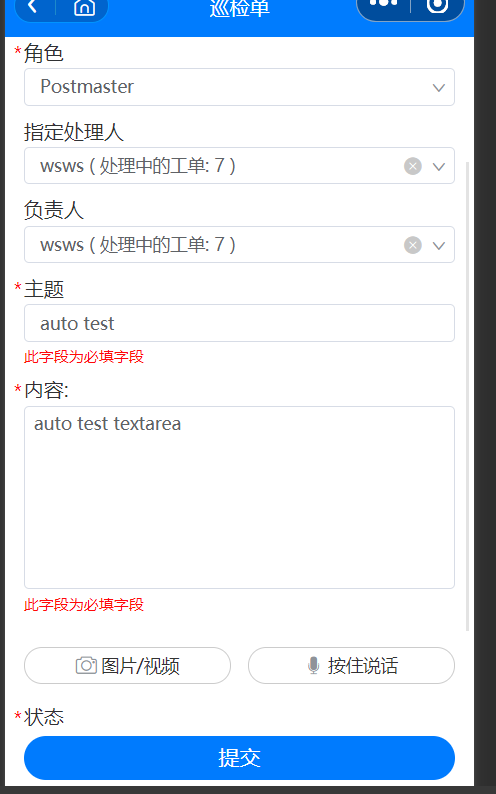 巡检单
*角色
Postmaster
指定处理人
wsws ( 处理中的工单: 7 )
负责人
wsws ( 处理中的工单: 7 )
*主题
auto test
此字段为必填字段
*内容:
auto test textarea
此字段为必填字段
图片/视频 按住说话
*状态
提交